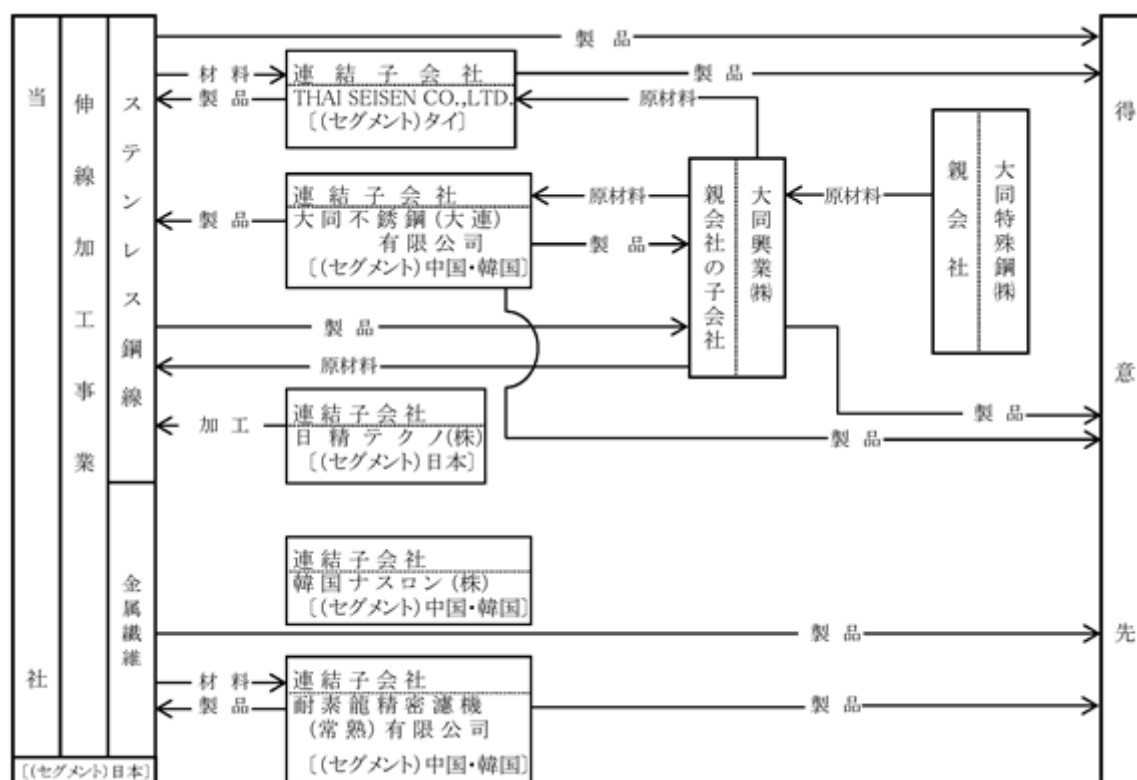 当社
伸線加工事業
ステンレス鋼線
金属繊維
[(セグメント)日本]
製品
材料
製品
連結子会社
THAI SEISEN CO.,LTD.
[(セグメント)タイ]
製品
原材料
製品
連結子会社
大同不銹鋼(大連)
有限公司
[(セグメント)中国・韓国]
原材料
製品
親会社の子会社
大同興業㈱
原材料
親会社
大同特殊鋼㈱
製品
原材料
加工
連結子会社
日精テクノ(株)
[(セグメント)日本]
製品
製品
連結子会社
韓国ナスロン(株)
[(セグメント)中国・韓国]
製品
材料
製品
連結子会社
耐素龍精密濾機
(常熟)有限公司
[(セグメント)中国・韓国]
製品
得意先